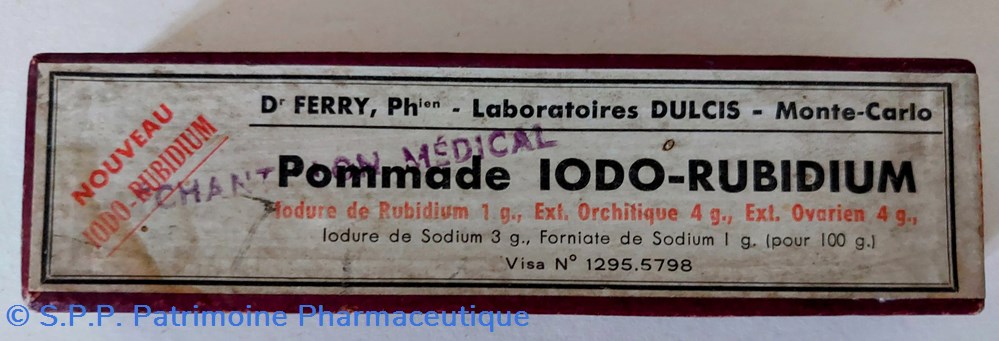 Dr FERRY, Phien - Laboratoires DULCIS - Monte-Carlo
NOUVEAU
IODO-RUBIDIUM
ÉCHANTILLON MÉDICAL
Pommade IODO-RUBIDIUM
Iodure de Rubidium 1 g., Ext. Orchitique 4 g., Ext. Ovarien 4 g.,
Iodure de Sodium 3 g., Forniate de Sodium 1 g. (pour 100 g.)
Visa N° 1295.5798
© S.P.P. Patrimoine Pharmaceutique